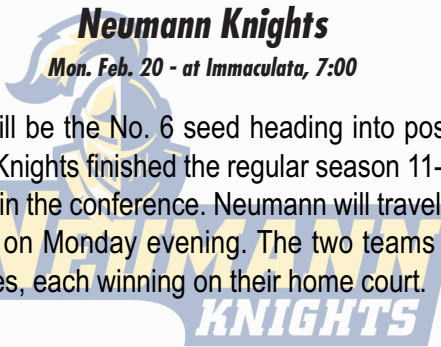 Neumann Knights
Mon. Feb. 20 - at Immaculata, 7:00
ill be the No. 6 seed heading into pos
Knights finished the regular season 11-
in the conference. Neumann will travel
on Monday evening. The two teams
es, each winning on their home court.
NEUMANN
KNIGHTS